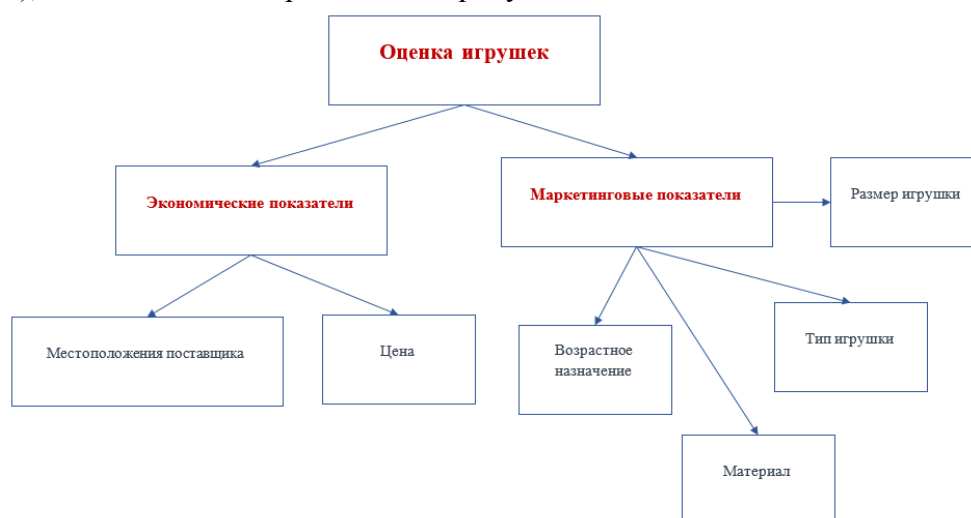 Оценка игрушек
Экономические показатели
Маркетинговые показатели
Размер игрушки
Местоположения поставщика
Цена
Возрастное
назначение
Тип игрушки
Материал